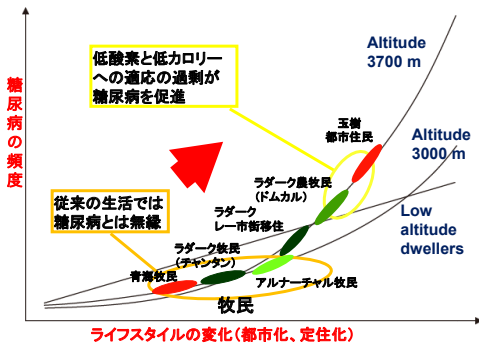 低酸素と低カロリー
への適応の過剰が
糖尿病を促進
Altitude
3700 m
玉樹
都市住民
Altitude
3000 m
糖尿病の頻度
ラダーク農牧民
(ドムカル)
従来の生活では
糖尿病とは無縁
ラダーク
レー市街移住
Low
altitude
dwellers
ラダーク牧民
(チャンタン)
青海牧民
アルナーチャル牧民
牧民
ライフスタイルの変化(都市化、定住化)